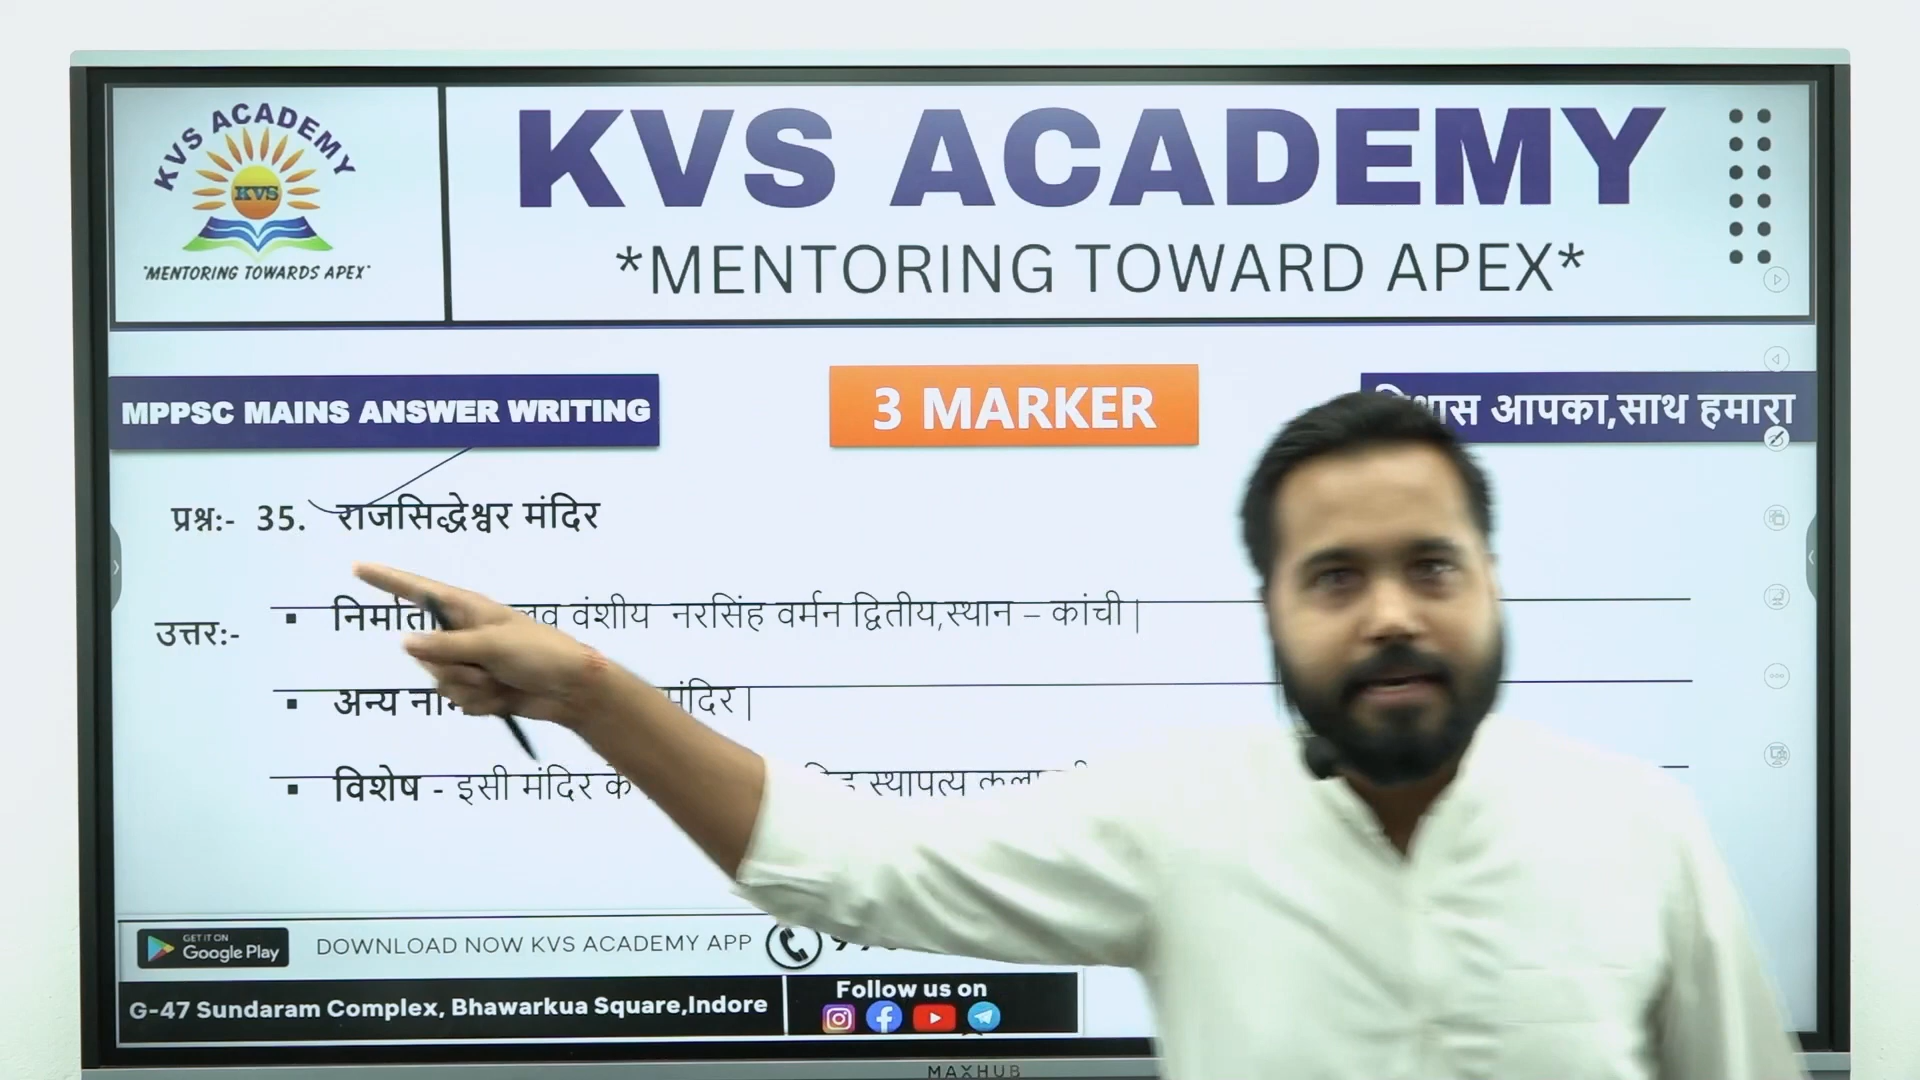 KVS ACADEMY
KVS
"MENTORING TOWARDS APEX"
KVS ACADEMY
*MENTORING TOWARD APEX*
MPPSC MAINS ANSWER WRITING
3 MARKER
आपका,साथ हमारा
प्रश्न:- 35. राजसिद्धेश्वर मंदिर
उत्तर:-
▪ वंशीय नरसिंह वर्मन द्वितीय,स्थान – कांची |
▪ अन्य मंदिर |
▪ विशेष - इसी मंदिर के स्थापत्य
GET IT ON
Google Play
DOWNLOAD NOW KVS ACADEMY APP
G-47 Sundaram Complex, Bhawarkua Square,Indore
Follow us on
MAXHUB